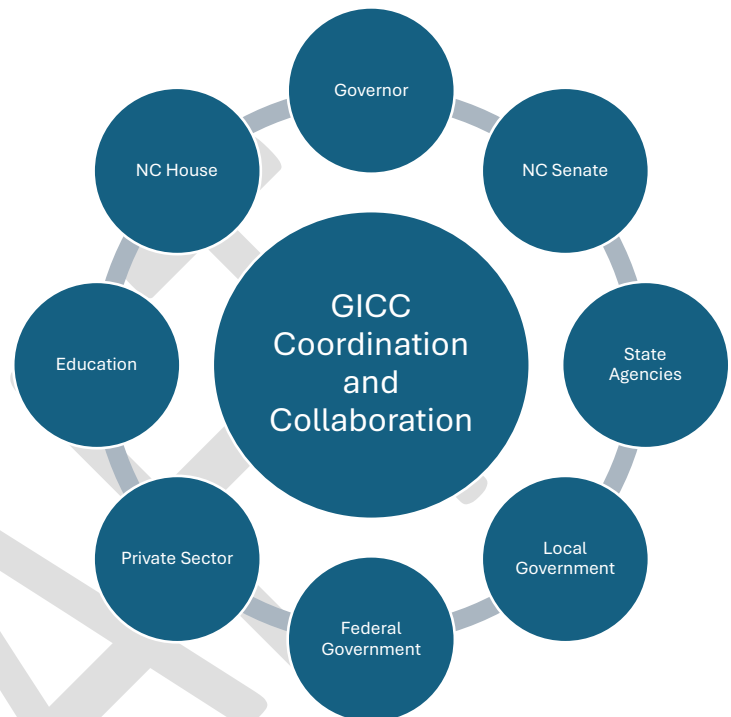 Governor
NC House
NC Senate
GICC
Coordination
and
Collaboration
Education
State
Agencies
Private Sector
Local
Government
Federal
Government